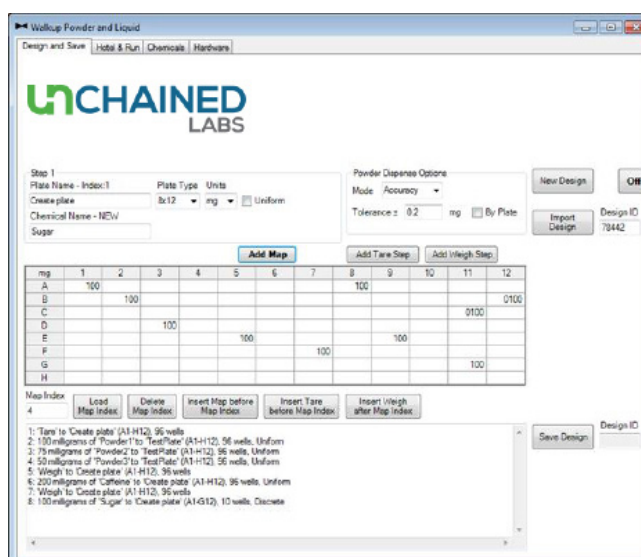 Walkup Powder and Liquid
Design and Save Hotel & Run Chemicals Hardware
UNCHAINED
LABS
Step 1
Plate Name - Index:1 Plate Type Units
Create plate 8x12 mg Uniform
Chemical Name - NEW
Sugar
Powder Dispense Options
Mode Accuracy
Tolerance ± 0.2 mg By Plate
New Design Off
Import Design
Design ID
78442
Add Map Add Tare Step Add Weigh Step
mg 1 2 3 4 5 6 7 8 9 10 11 12
A 100 100
B 100 0100
C 0100
D 100
E 100 100
F 100
G 100
H
Map Index
4
Load Map Index
Delete Map Index
Insert Map before Map Index
Insert Tare before Map Index
Insert Weigh after Map Index
1: 'Tare' to 'Create plate' (A1-H12), 96 wells
2: 100 milligrams of 'Powder1' to 'TestPlate' (A1-H12), 96 wells, Uniform
3: 75 milligrams of 'Powder2' to 'TestPlate' (A1-H12), 96 wells, Uniform
4: 50 milligrams of 'Powder3' to 'TestPlate' (A1-H12), 96 wells, Uniform
5: 'Weigh' to 'Create plate' (A1-H12), 96 wells
6: 200 milligrams of 'Caffeine' to 'Create plate' (A1-H12), 96 wells, Uniform
7: 'Weigh' to 'Create plate' (A1-H12), 96 wells
8: 100 milligrams of 'Sugar' to 'Create plate' (A1-G12), 10 wells, Discrete
Save Design
Design ID